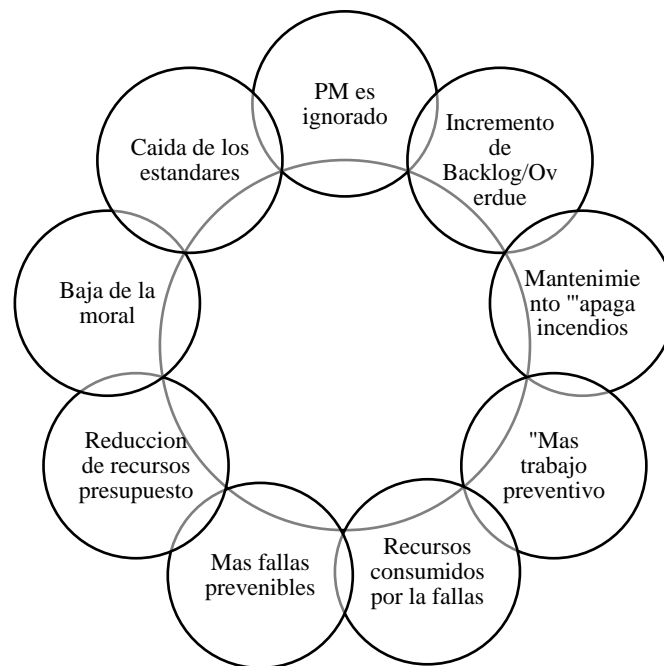 PM es
ignorado
Incremento
de
Backlog/Ov
erdue
Mantenimie
nto '"apaga
incendios
"Mas
trabajo
preventivo
Recursos
consumidos
por la fallas
Mas fallas
prevenibles
Reduccion
de recursos
presupuesto
Baja de la
moral
Caida de los
estandares